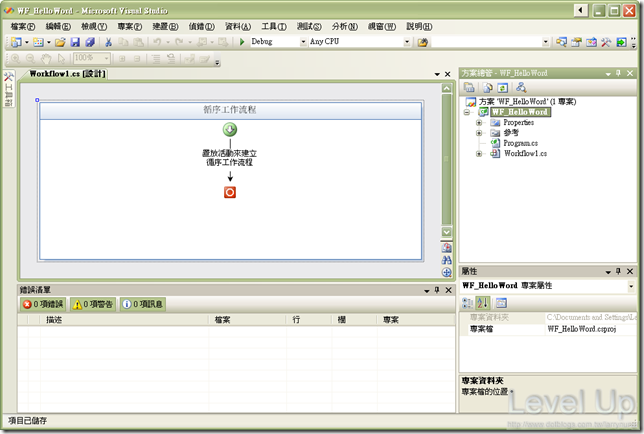 WF_HelloWord - Microsoft Visual Studio
檔案(F) 編輯(E) 檢視(V) 專案(P) 建置(B) 偵錯(D) 資料(A) 工具(T) 測試(S) 分析(N) 視窗(W) 說明(H)
Debug Any CPU
100%
工具箱
Workflow1.cs [設計]
循序工作流程
置放活動來建立
循序工作流程
方案總管 - WF_HelloWord
方案 'WF_HelloWord' (1 專案)
WF_HelloWord
Properties
參考
Program.cs
Workflow1.cs
屬性
WF_HelloWord 專案屬性
專案資料夾 C:\Documents and Settings\Le
專案檔 WF_HelloWord.csproj
專案資料夾
專案檔的位置。
錯誤清單
0 項錯誤 0 項警告 0 項訊息
描述 檔案 行 欄 專案
項目已儲存
Level Up